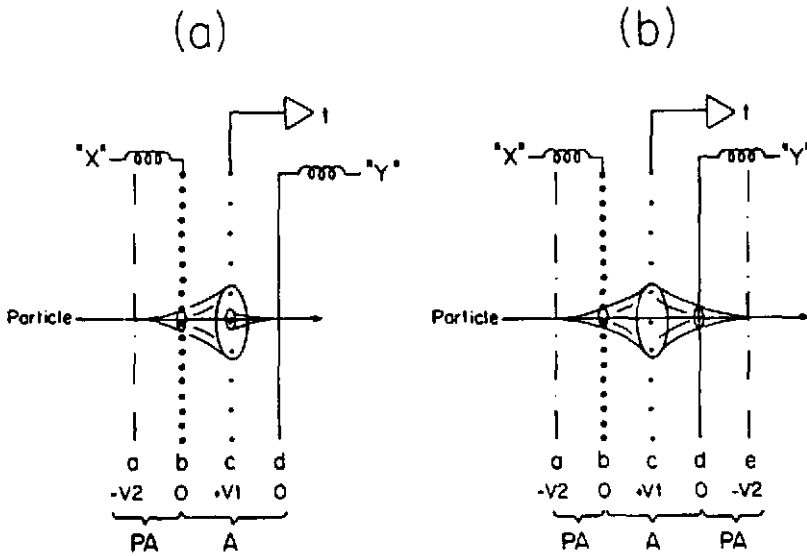 (a) (b)
t t
"X" "Y" "X" "Y"
Particle Particle
a b c d a b c d e
-V2 0 +V1 0 -V2 0 +V1 0 -V2
PA A PA A PA